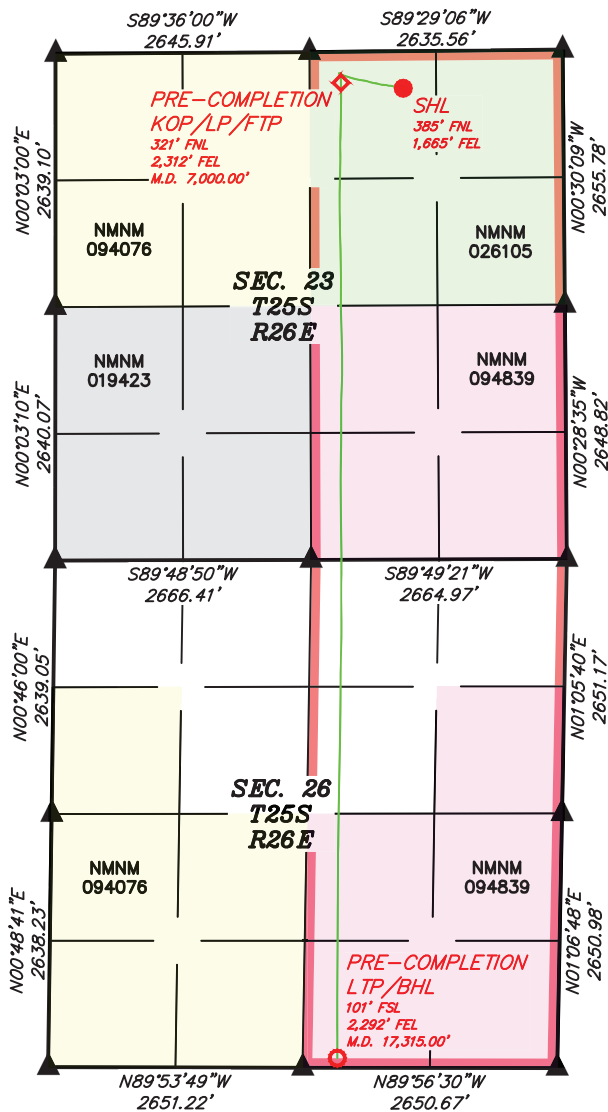 S89°36'00"W
2645.91'
S89°29'06"W
2635.56'
PRE-COMPLETION
KOP/LP/FTP
321' FNL
2,312' FEL
M.D. 7,000.00'
SHL
385' FNL
1,665' FEL
N00°03'00"E
2639.10'
N00°30'09"W
2655.78'
NMNM
094076
NMNM
026105
SEC. 23
T25S
R26E
NMNM
019423
NMNM
094839
N00°03'10"E
2640.07'
N00°28'35"W
2648.82'
S89°48'50"W
2666.41'
S89°49'21"W
2664.97'
N00°46'00"E
2639.05'
N01°05'40"E
2651.17'
SEC. 26
T25S
R26E
NMNM
094076
NMNM
094839
N00°48'41"E
2638.23'
N01°06'48"E
2650.98'
PRE-COMPLETION
LTP/BHL
101' FSL
2,292' FEL
M.D. 17,315.00'
N89°53'49"W
2651.22'
N89°56'30"W
2650.67'